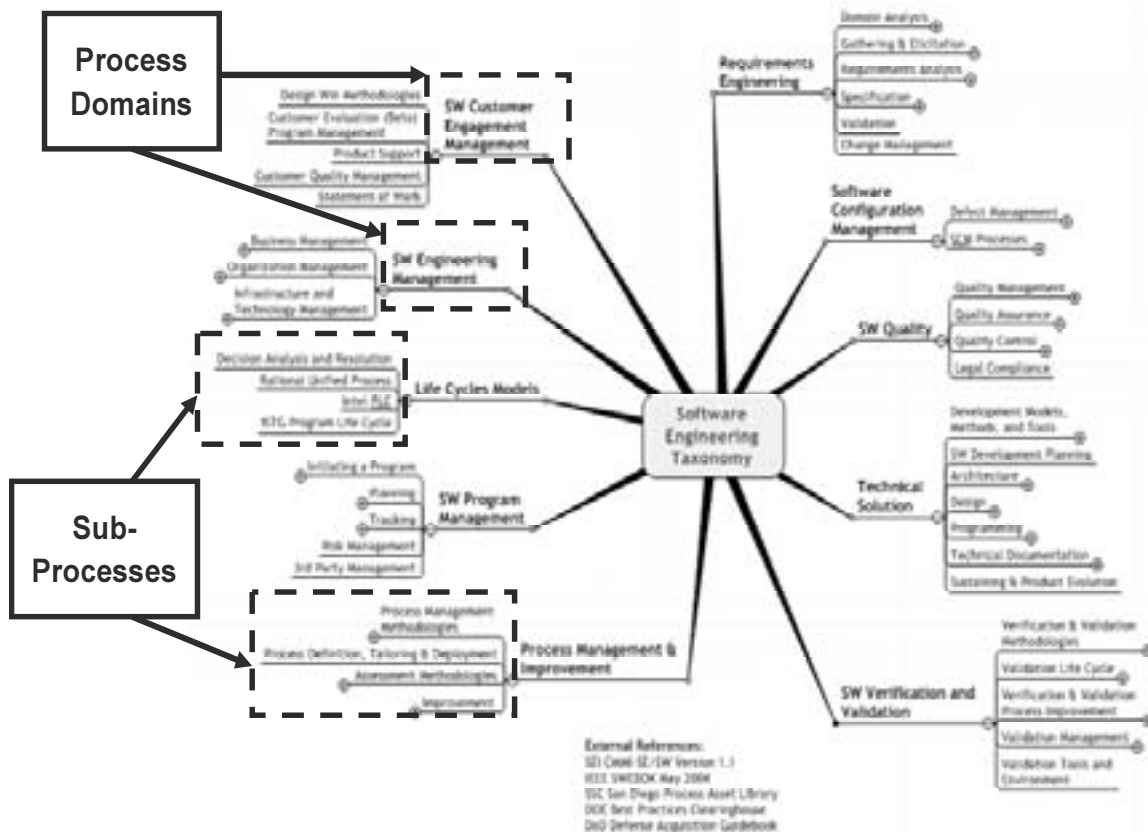 Process
Domains
Design Win Methodologies
Customer Evaluation (Beta)
Program Management
Product Support
Customer Quality Management
Statement of Work
SW Customer
Engagement
Management
Business Management
Organization Management
Infrastructure and
Technology Management
SW Engineering
Management
Decision Analysis and Resolution
Rational Unified Process
Intel PLC
Program Life Cycle
Life Cycles Models
Sub-
Processes
Initiating a Program
Planning
Tracking
Risk Management
3rd Party Management
SW Program
Management
Process Management
Methodologies
Process Definition, Tailoring & Deployment
Assessment Methodologies
Improvement
Process Management &
Improvement
Software
Engineering
Taxonomy
Requirements
Engineering
Domain Analysis
Gathering & Elicitation
Requirements Analysis
Specification
Validation
Change Management
Software
Configuration
Management
Defect Management
SCM Processes
SW Quality
Quality Management
Quality Assurance
Quality Control
Legal Compliance
Technical
Solution
Development Models,
Methods, and Tools
SW Development Planning
Architecture
Design
Programming
Technical Documentation
Sustaining & Product Evolution
SW Verification and
Validation
Verification & Validation
Methodologies
Validation Life Cycle
Verification & Validation
Process Improvement
Validation Management
Validation Tools and
Environment
External References:
SEI CMMI SE/SW Version 1.1
IEEE SWEBOK May 2004
SSC San Diego Process Asset Library
Best Practices Clearinghouse
DoD Defense Acquisition Guidebook